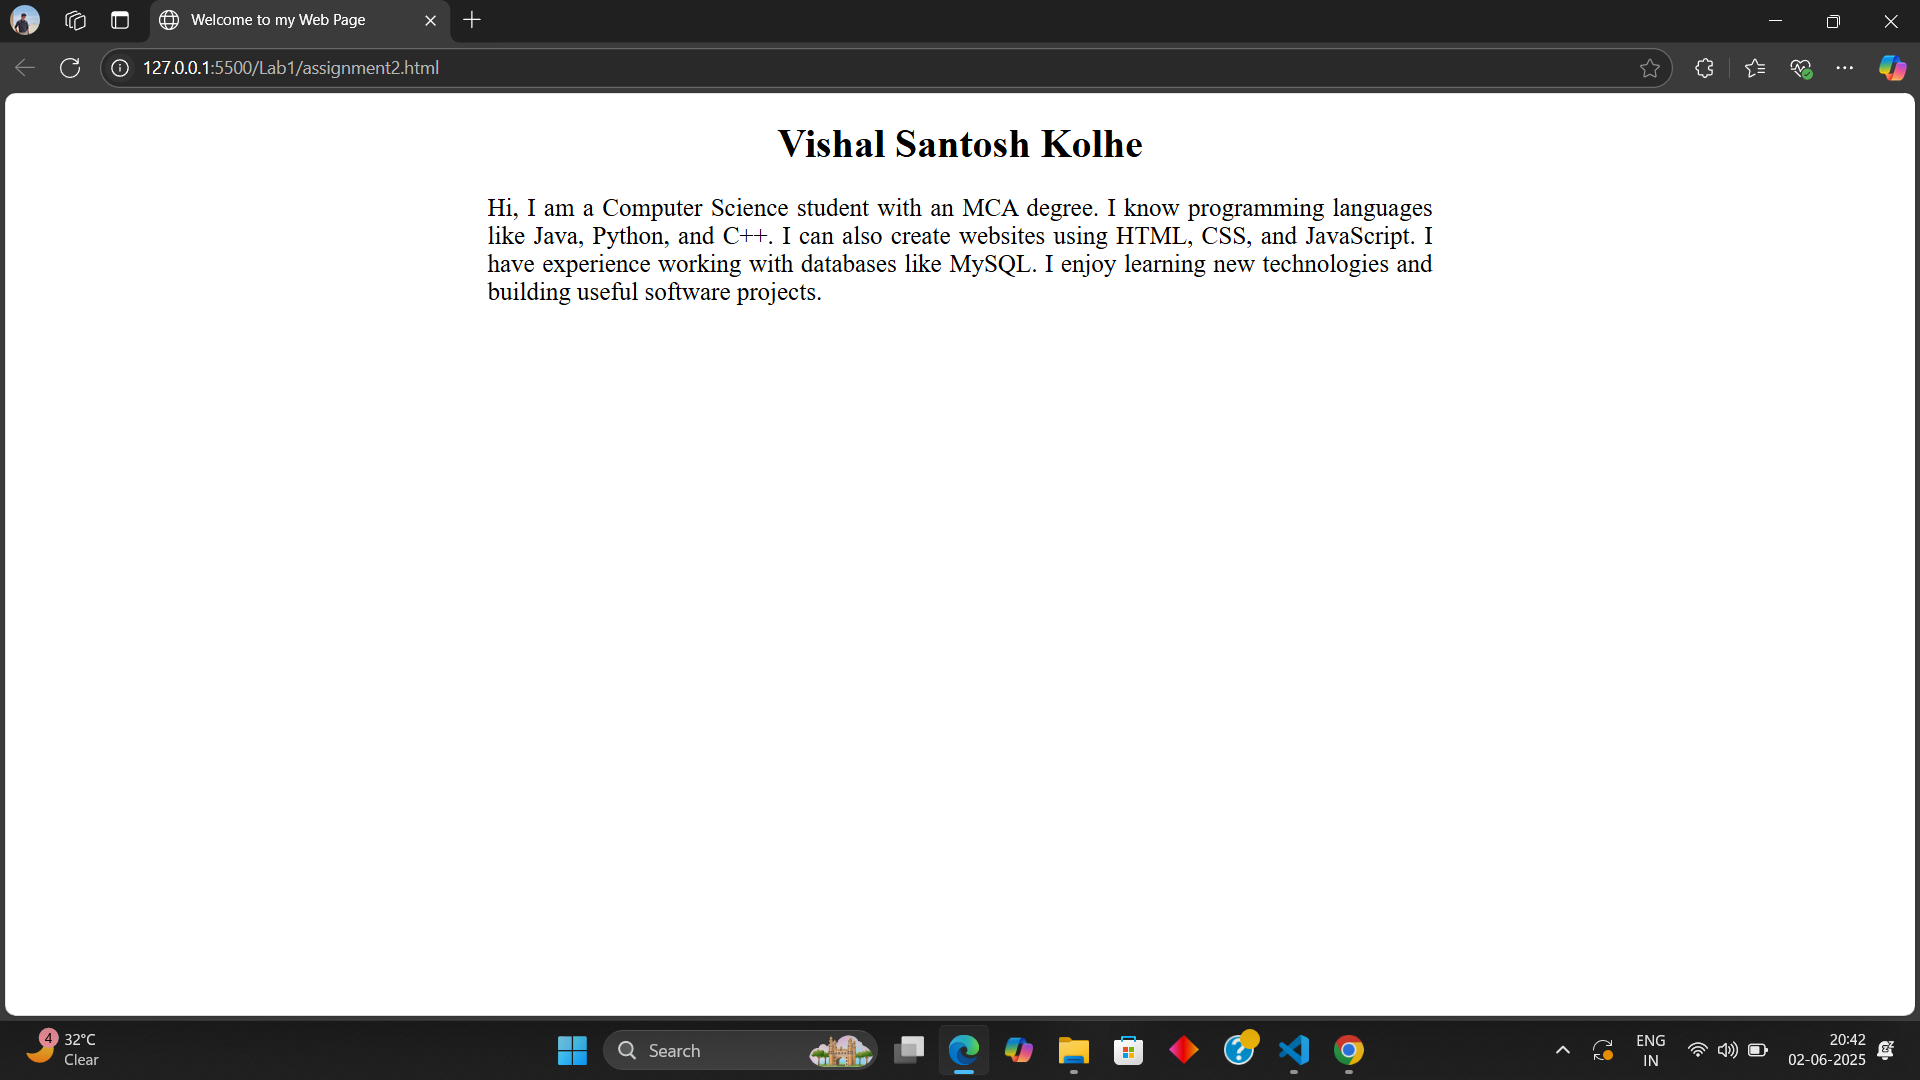 Welcome to my Web Page
127.0.0.1:5500/Lab1/assignment2.html
Vishal Santosh Kolhe
Hi, I am a Computer Science student with an MCA degree. I know programming languages
like Java, Python, and C++. I can also create websites using HTML, CSS, and JavaScript. I
have experience working with databases like MySQL. I enjoy learning new technologies and
building useful software projects.
4
32°C
Clear
Search
ENG
IN
20:42
02-06-2025